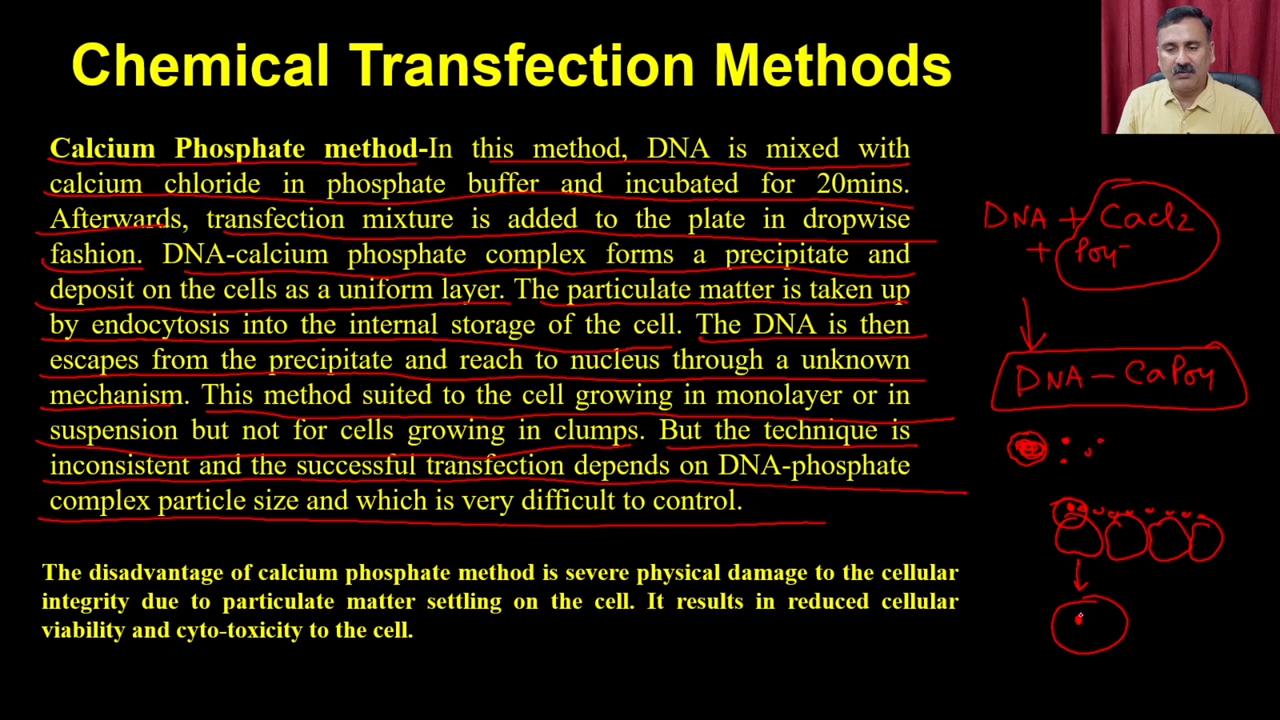 Chemical Transfection Methods
Calcium Phosphate method-In this method, DNA is mixed with
calcium chloride in phosphate buffer and incubated for 20mins.
Afterwards, transfection mixture is added to the plate in dropwise
fashion. DNA-calcium phosphate complex forms a precipitate and
deposit on the cells as a uniform layer. The particulate matter is taken up
by endocytosis into the internal storage of the cell. The DNA is then
escapes from the precipitate and reach to nucleus through a unknown
mechanism. This method suited to the cell growing in monolayer or in
suspension but not for cells growing in clumps. But the technique is
inconsistent and the successful transfection depends on DNA-phosphate
complex particle size and which is very difficult to control.
The disadvantage of calcium phosphate method is severe physical damage to the cellular
integrity due to particulate matter settling on the cell. It results in reduced cellular
viability and cyto-toxicity to the cell.
DNA + CaCl2
+ PO4-
DNA - CaPO4